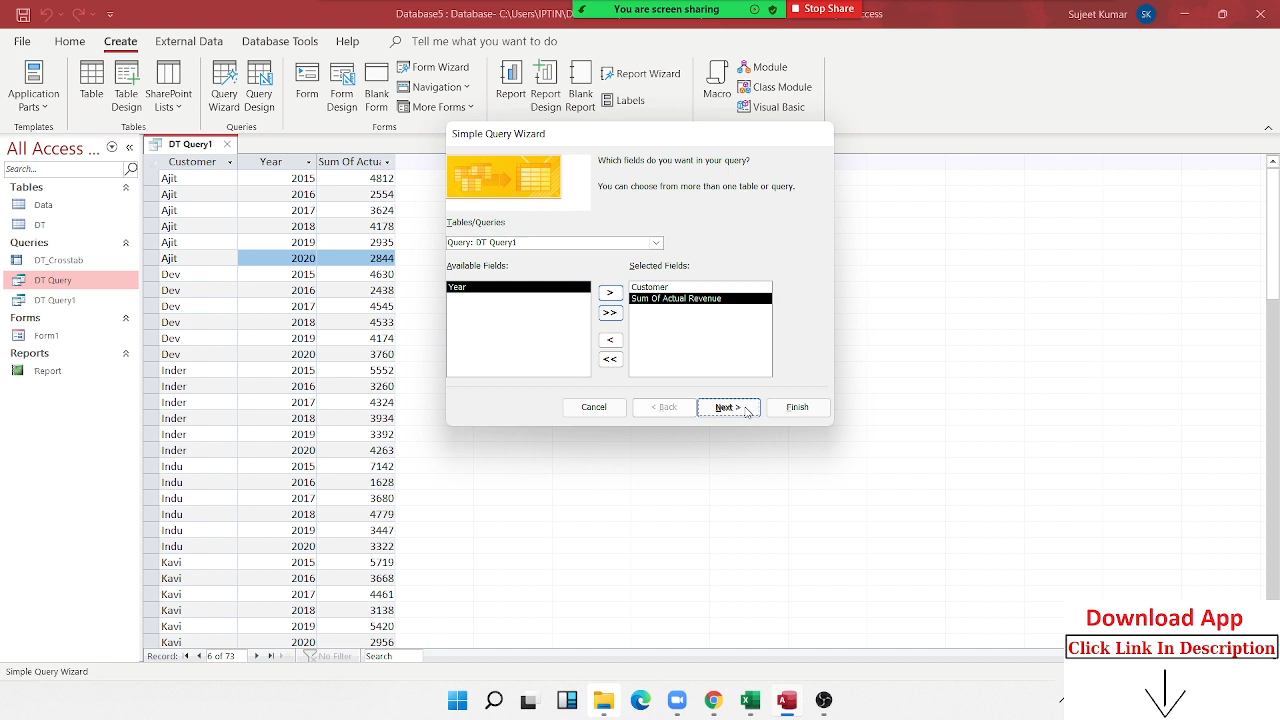 Database5 : Database- C:\Users\IPTIN\D
You are screen sharing
Stop Share
cess
Sujeet Kumar
SK
File
Home
Create
External Data
Database Tools
Help
Tell me what you want to do
Application Parts
Table
Table Design
SharePoint Lists
Query Wizard
Query Design
Form
Form Design
Blank Form
Form Wizard
Navigation
More Forms
Report
Report Design
Blank Report
Report Wizard
Labels
Macro
Module
Class Module
Visual Basic
Templates
Tables
Queries
Forms
All Access ...
Search...
Tables
Data
DT
Queries
DT_Crosstab
DT Query
DT Query1
Forms
Form1
Reports
Report
DT Query1
Customer Year Sum Of Actua
Ajit 2015 4812
Ajit 2016 2554
Ajit 2017 3624
Ajit 2018 4178
Ajit 2019 2935
Ajit 2020 2844
Dev 2015 4630
Dev 2016 2438
Dev 2017 4545
Dev 2018 4533
Dev 2019 4174
Dev 2020 3760
Inder 2015 5552
Inder 2016 3260
Inder 2017 4324
Inder 2018 3934
Inder 2019 3392
Inder 2020 4263
Indu 2015 7142
Indu 2016 1628
Indu 2017 3680
Indu 2018 4779
Indu 2019 3447
Indu 2020 3322
Kavi 2015 5719
Kavi 2016 3668
Kavi 2017 4461
Kavi 2018 3138
Kavi 2019 5420
Kavi 2020 2956
Record: 6 of 73 No Filter Search
Simple Query Wizard
Which fields do you want in your query?
You can choose from more than one table or query.
Tables/Queries
Query: DT Query1
Available Fields:
Selected Fields:
Year
Customer
Sum Of Actual Revenue
>
>>
<
<<
Cancel
< Back
Next >
Finish
Simple Query Wizard
Download App
Click Link In Description